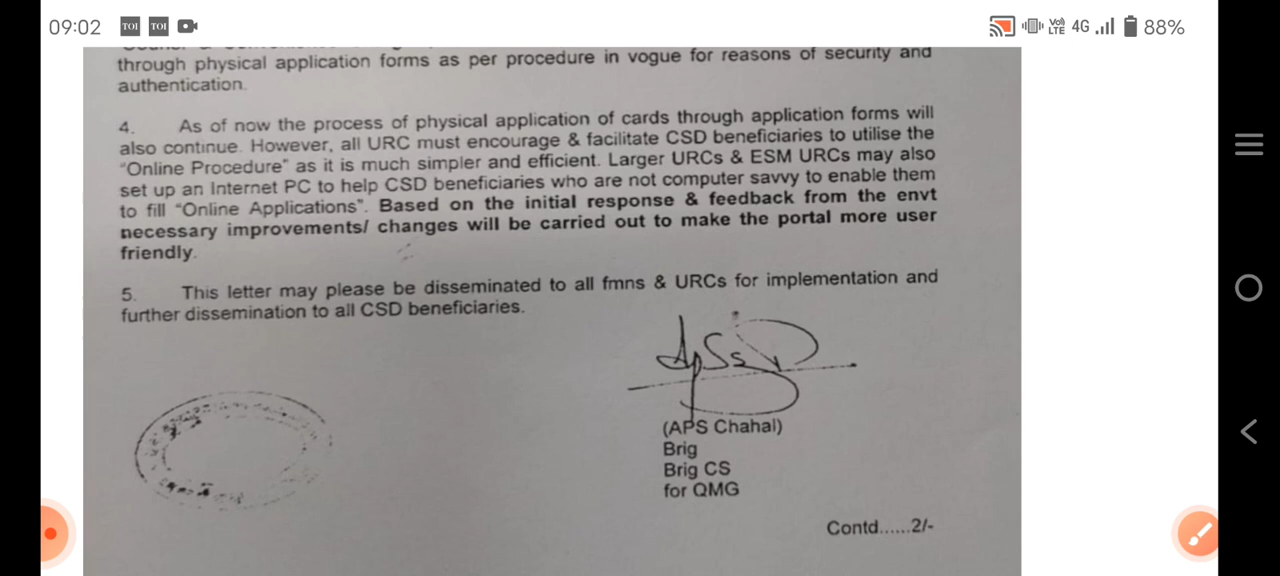 09:02 TOI TOI VoD LTE 4G 88%
through physical application forms as per procedure in vogue for reasons of security and
authentication.
4. As of now the process of physical application of cards through application forms will
also continue. However, all URC must encourage & facilitate CSD beneficiaries to utilise the
"Online Procedure" as it is much simpler and efficient. Larger URCs & ESM URCs may also
set up an Internet PC to help CSD beneficiaries who are not computer savvy to enable them
to fill "Online Applications". Based on the initial response & feedback from the envt
necessary improvements/ changes will be carried out to make the portal more user
friendly.
5. This letter may please be disseminated to all fmns & URCs for implementation and
further dissemination to all CSD beneficiaries.
(APS Chahal)
Brig
Brig CS
for QMG
Contd......2/-